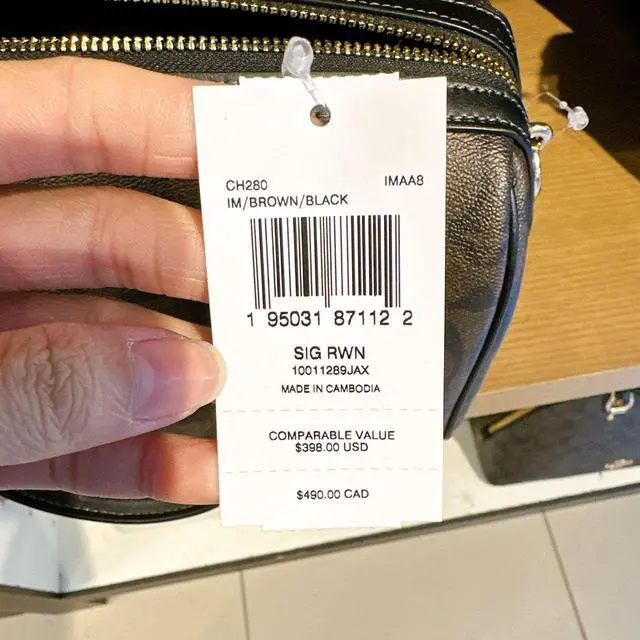 CH280 IMAA8
IM/BROWN/BLACK
1 95031 87112 2
SIG RWN
10011289JAX
MADE IN CAMBODIA
COMPARABLE VALUE
$398.00 USD
$490.00 CAD